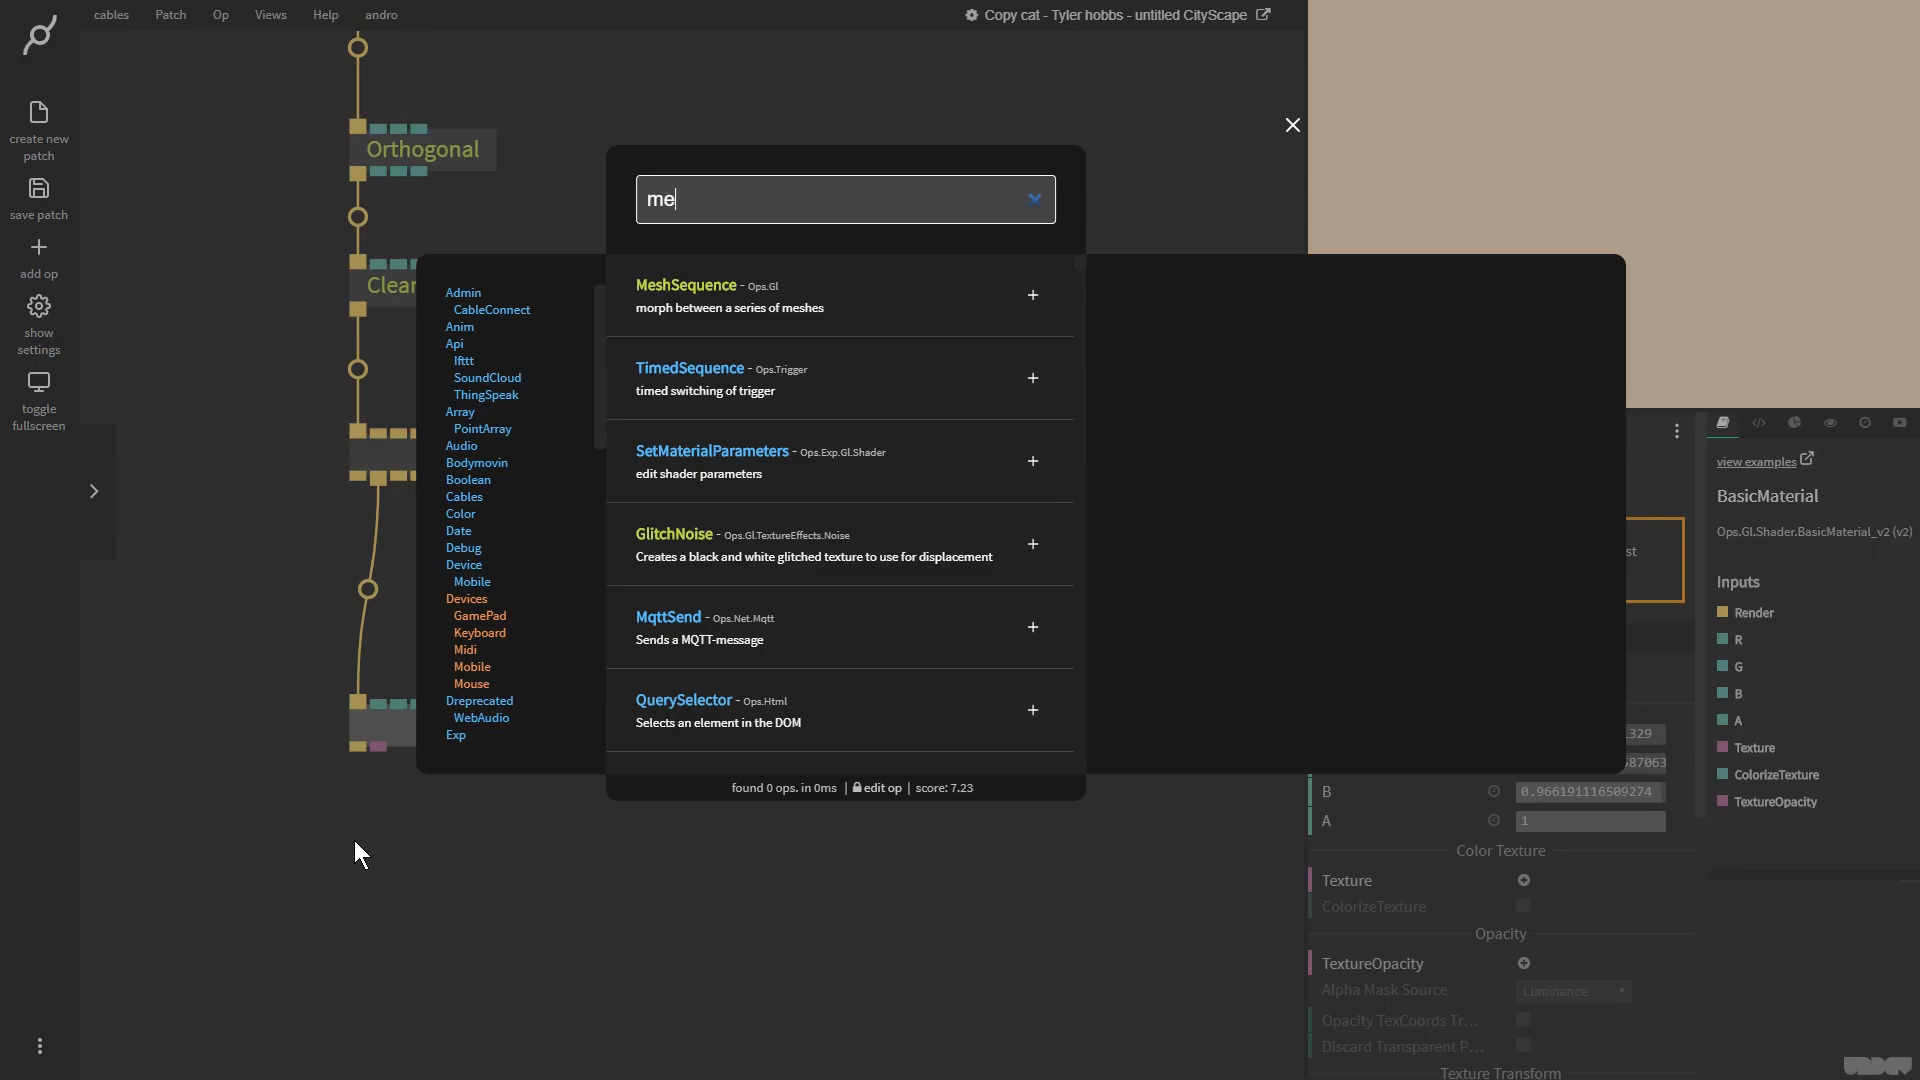 cables Patch Op Views Help andro
Copy cat - Tyler hobbs - untitled CityScape
create new
patch
save patch
add op
show
settings
toggle
fullscreen
Orthogonal
Clear
me
Admin
CableConnect
Anim
Api
Ifttt
SoundCloud
ThingSpeak
Array
PointArray
Audio
Bodymovin
Boolean
Cables
Color
Date
Debug
Device
Mobile
Devices
GamePad
Keyboard
Midi
Mobile
Mouse
Dreprecated
WebAudio
Exp
MeshSequence - Ops.Gl
morph between a series of meshes
TimedSequence - Ops.Trigger
timed switching of trigger
SetMaterialParameters - Ops.Exp.Gl.Shader
edit shader parameters
GlitchNoise - Ops.Gl.TextureEffects.Noise
Creates a black and white glitched texture to use for displacement
MqttSend - Ops.Net.Mqtt
Sends a MQTT-message
QuerySelector - Ops.Html
Selects an element in the DOM
found 0 ops. in 0ms | edit op | score: 7.23
st
329
587063
B 0.966191116509274
A 1
Color Texture
Texture
ColorizeTexture
Opacity
TextureOpacity
Alpha Mask Source Luminence
Opacity TexCoords Tr...
Discard Transparent P...
Texture Transform
view examples
BasicMaterial
Ops.Gl.Shader.BasicMaterial_v2 (v2)
Inputs
Render
R
G
B
A
Texture
ColorizeTexture
TextureOpacity